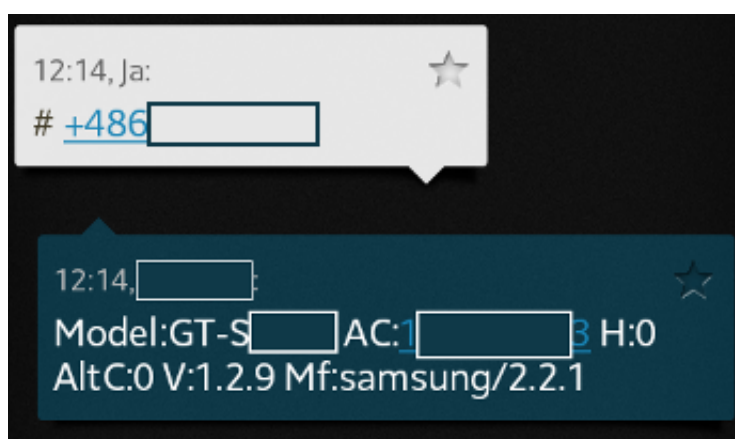 12:14, Ja:
# +486
12:14, :
Model:GT-S AC:1 3 H:0
AltC:0 V:1.2.9 Mf:samsung/2.2.1